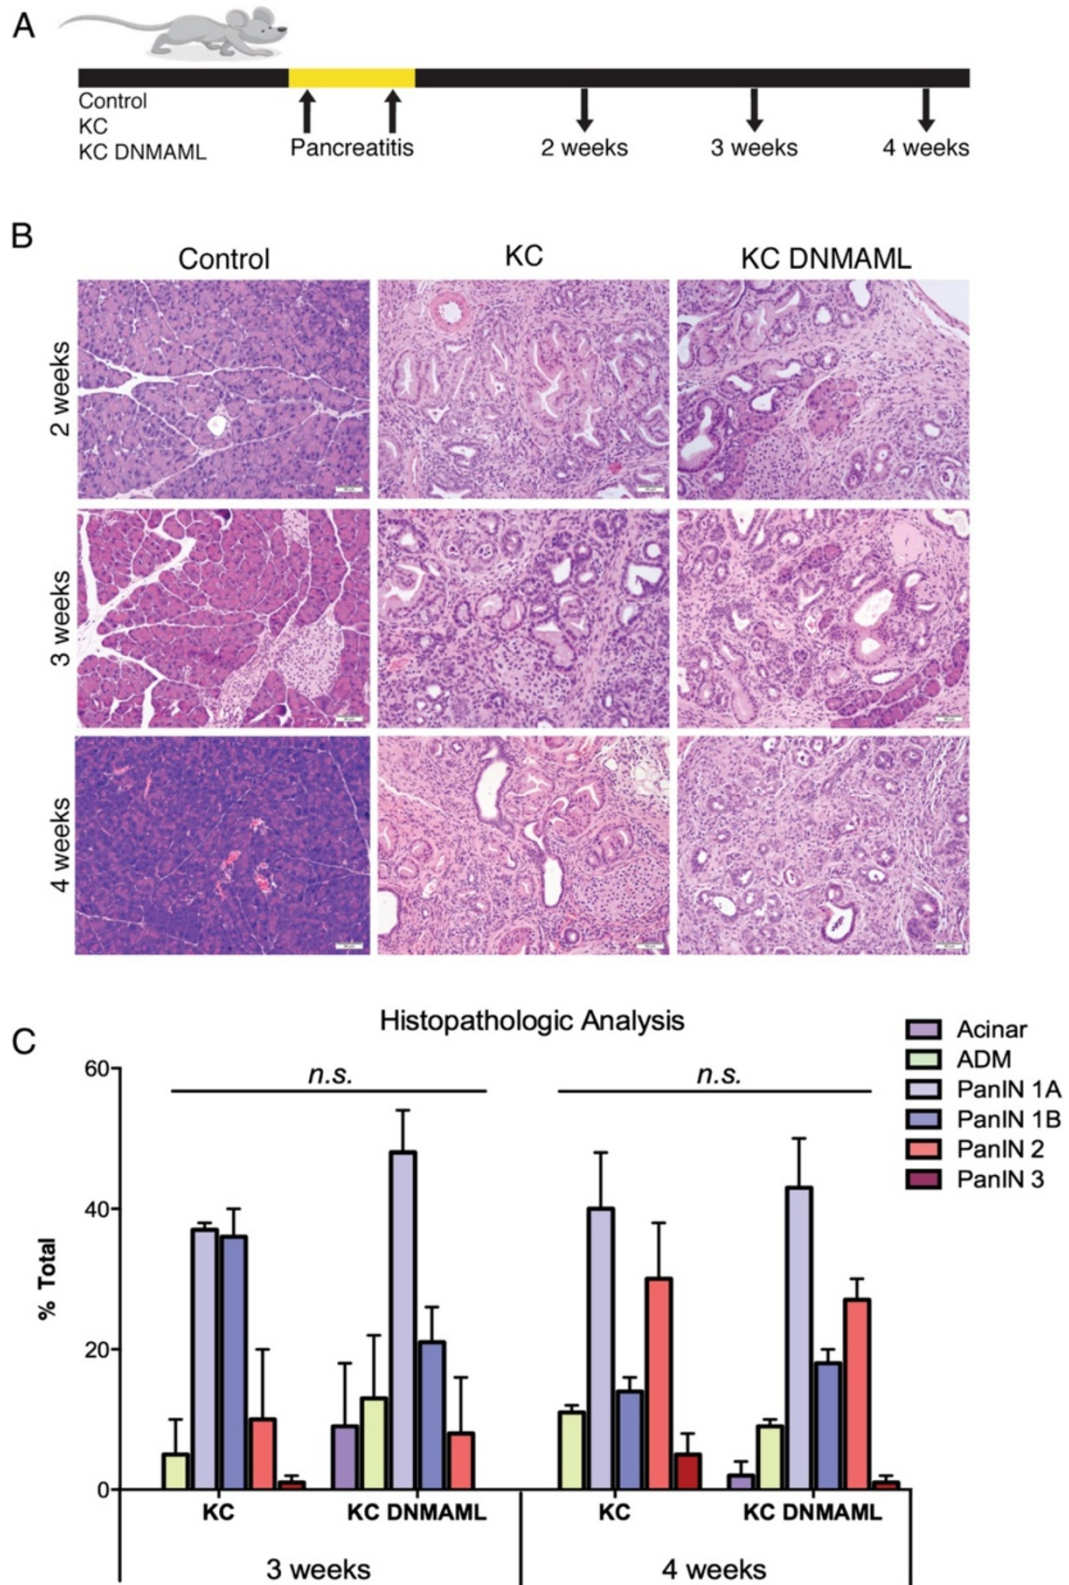 A
Control
KC
KC DNMAML
Pancreatitis
2 weeks
3 weeks
4 weeks
B
Control
KC
KC DNMAML
2 weeks
3 weeks
4 weeks
C
Histopathologic Analysis
Acinar
ADM
PanIN 1A
PanIN 1B
PanIN 2
PanIN 3
n.s.
n.s.
% Total
60
40
20
0
KC
KC DNMAML
KC
KC DNMAML
3 weeks
4 weeks